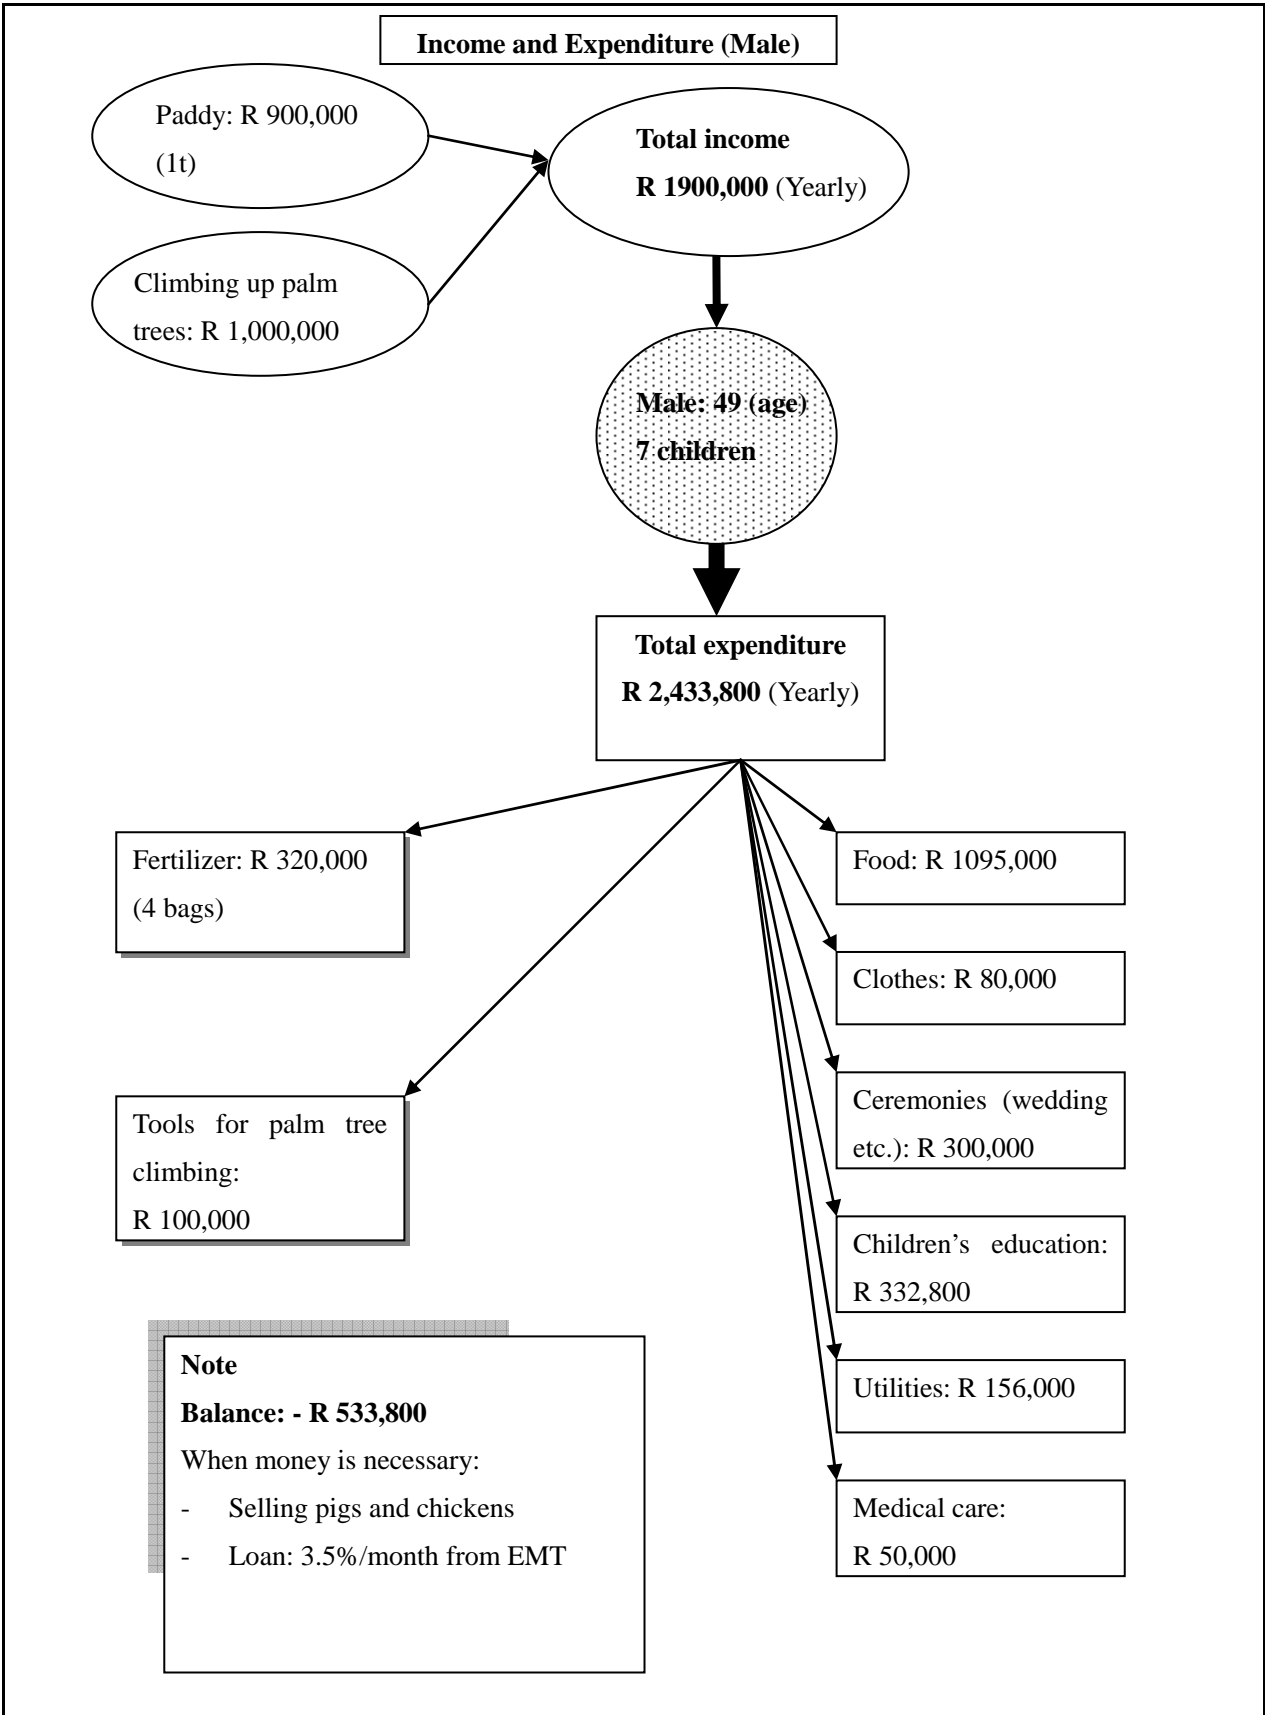 Income and Expenditure (Male)
Paddy: R 900,000
(1t)
Total income
R 1900,000 (Yearly)
Climbing up palm
trees: R 1,000,000
Male: 49 (age)
7 children
Total expenditure
R 2,433,800 (Yearly)
Fertilizer: R 320,000
(4 bags)
Food: R 1095,000
Clothes: R 80,000
Tools for palm tree
climbing:
R 100,000
Ceremonies (wedding
etc.): R 300,000
Children’s education:
R 332,800
Utilities: R 156,000
Medical care:
R 50,000
Note
Balance: - R 533,800
When money is necessary:
- Selling pigs and chickens
- Loan: 3.5%/month from EMT